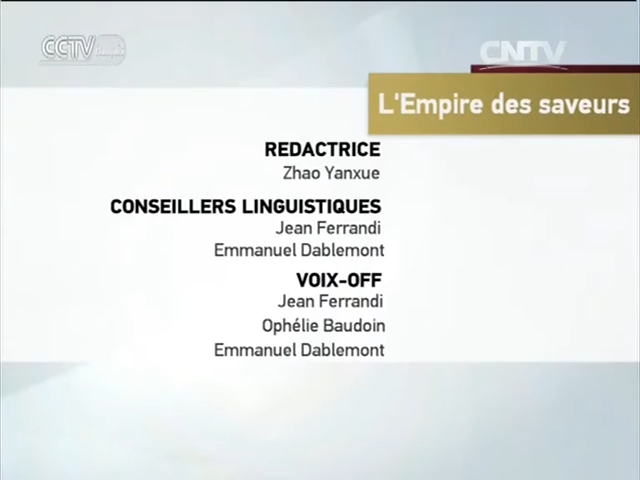 CCTV Français
CNTV
L'Empire des saveurs
REDACTRICE
Zhao Yanxue
CONSEILLERS LINGUISTIQUES
Jean Ferrandi
Emmanuel Dablemont
VOIX-OFF
Jean Ferrandi
Ophélie Baudoin
Emmanuel Dablemont